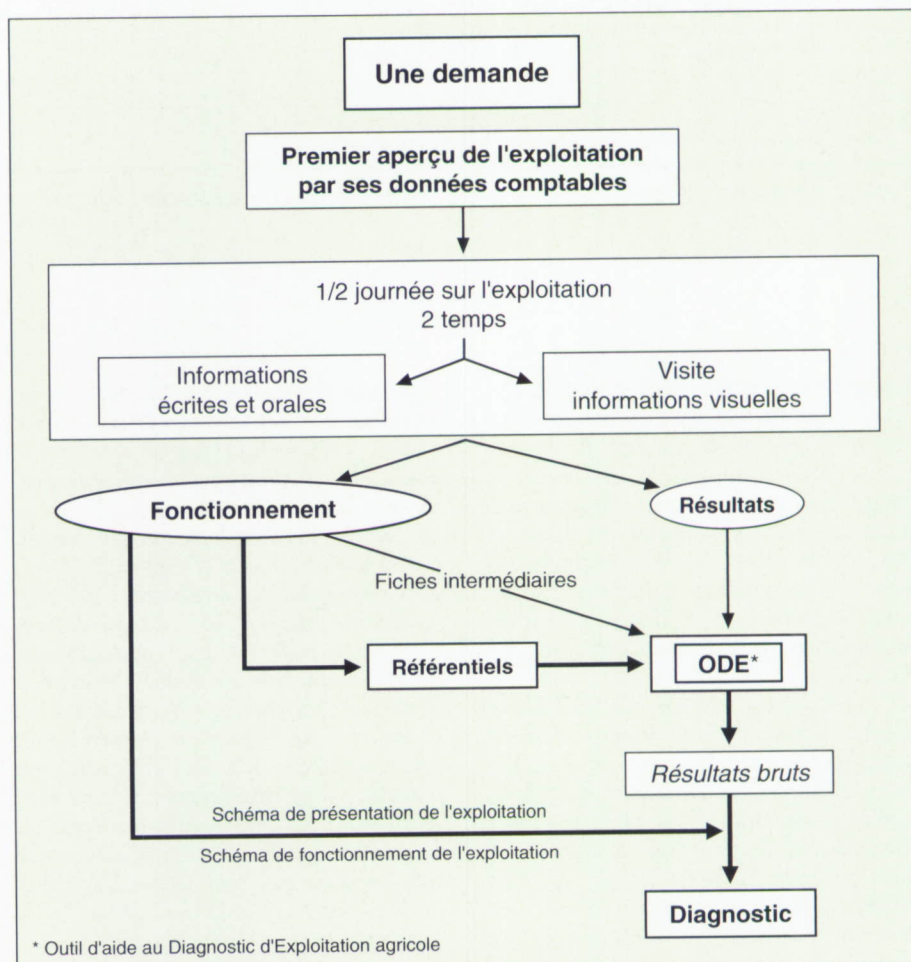 Une demande
Premier aperçu de l'exploitation
par ses données comptables
1/2 journée sur l'exploitation
2 temps
Informations
écrites et orales
Visite
informations visuelles
Fonctionnement
Résultats
Fiches intermédiaires
Référentiels
ODE*
Résultats bruts
Schéma de présentation de l'exploitation
Schéma de fonctionnement de l'exploitation
Diagnostic
* Outil d'aide au Diagnostic d'Exploitation agricole